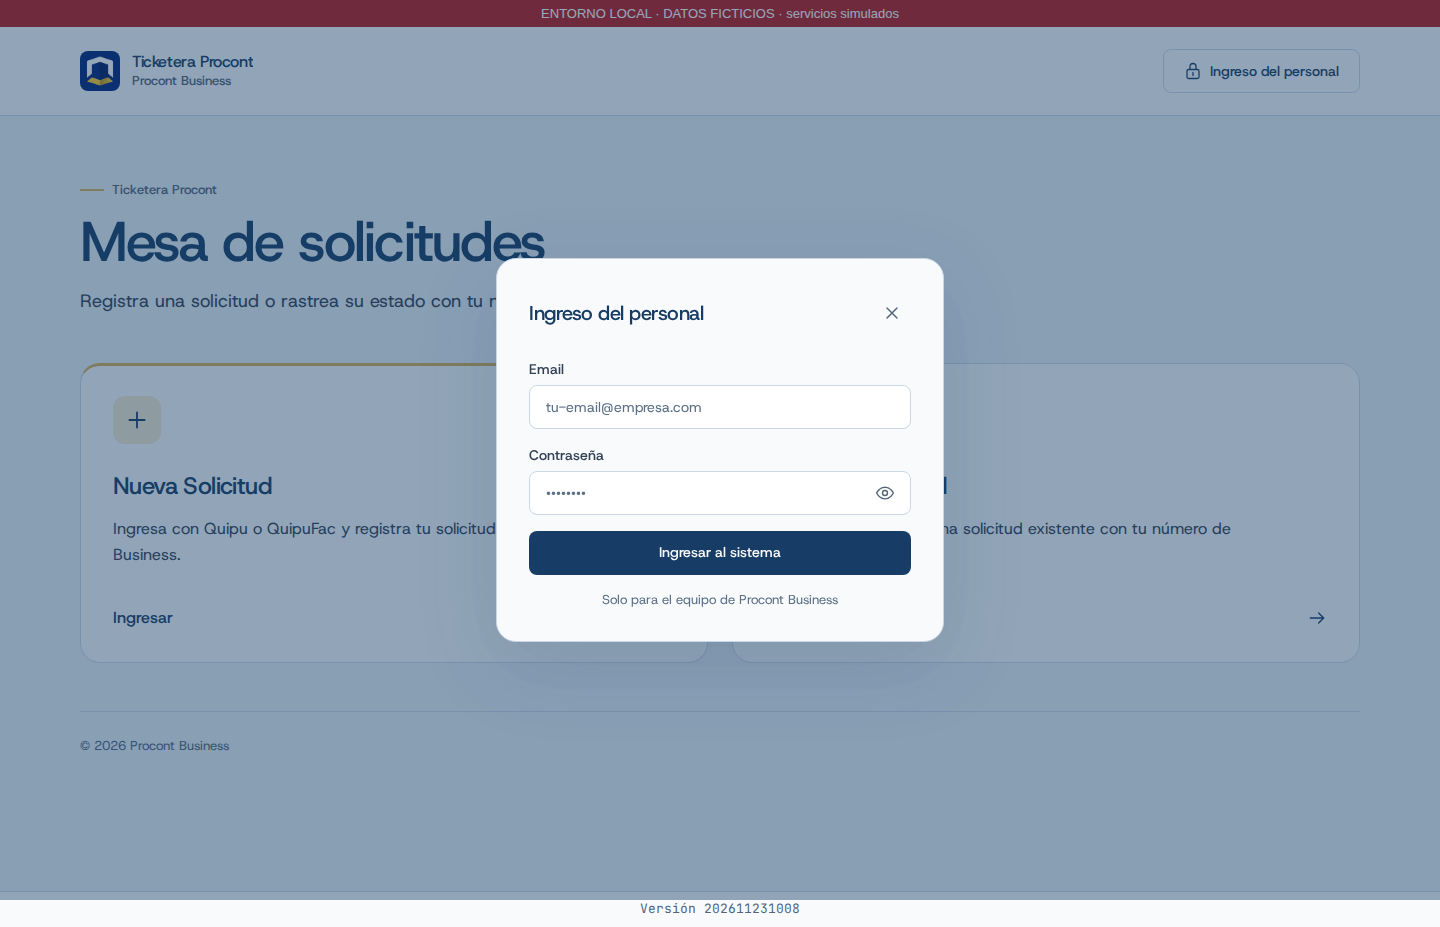 ENTORNO LOCAL · DATOS FICTICIOS · servicios simulados
Ticketera Procont
Procont Business
Ingreso del personal
Ticketera Procont
Mesa de solicitudes
Registra una solicitud o rastrea su estado con tu
Ingreso del personal
Email
tu-email@empresa.com
Contraseña
••••••••
Ingresar al sistema
Solo para el equipo de Procont Business
Nueva Solicitud
Ingresa con Quipu o QuipuFac y registra tu solicitud
Business.
Ingresar
solicitud existente con tu número de
© 2026 Procont Business
Versión 202611231008